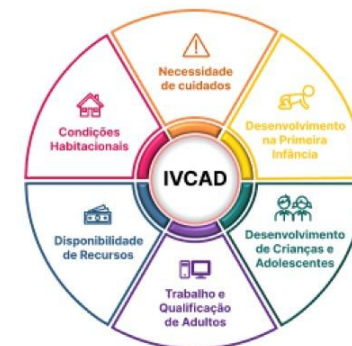 Necessidade
de cuidados
Desenvolvimento
na Primeira
Infância
Condições
Habitacionais
IVCAD
Disponibilidade
de Recursos
Desenvolvimento
de Crianças e
Adolescentes
Trabalho e
Qualificação
de Adultos